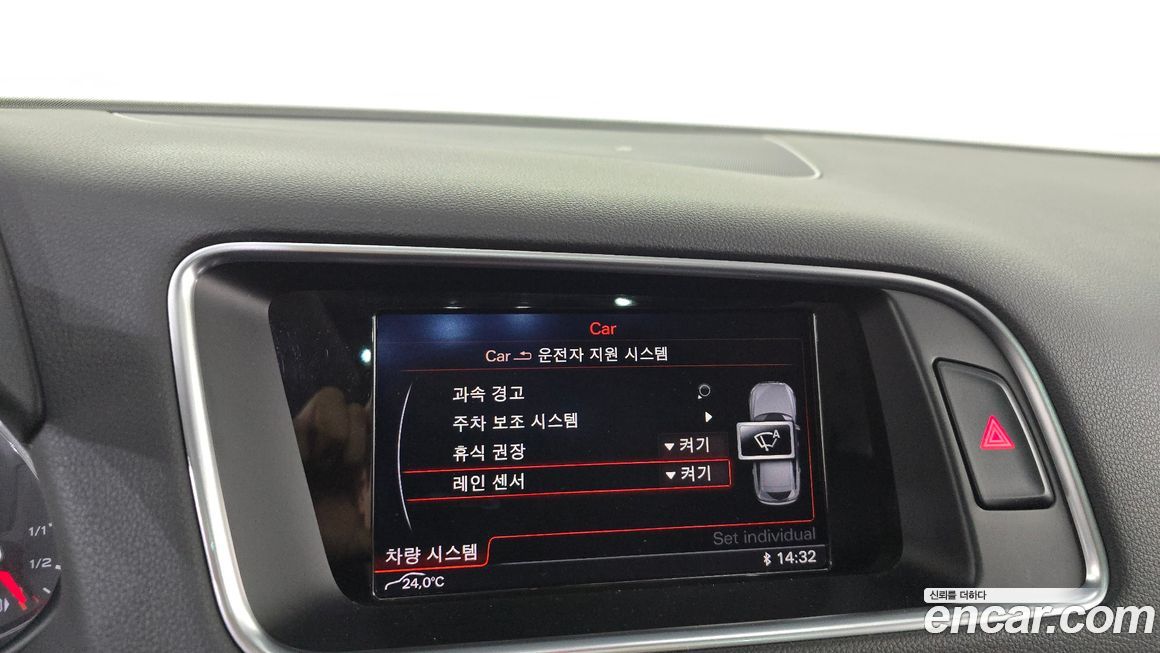 Car
Car 운전자 지원 시스템
과속 경고
주차 보조 시스템
휴식 권장 켜기
레인 센서 켜기
A
Set individual
차량 시스템
14:32
24,0°C
1/1
1/2
신뢰를 더하다
encar.com